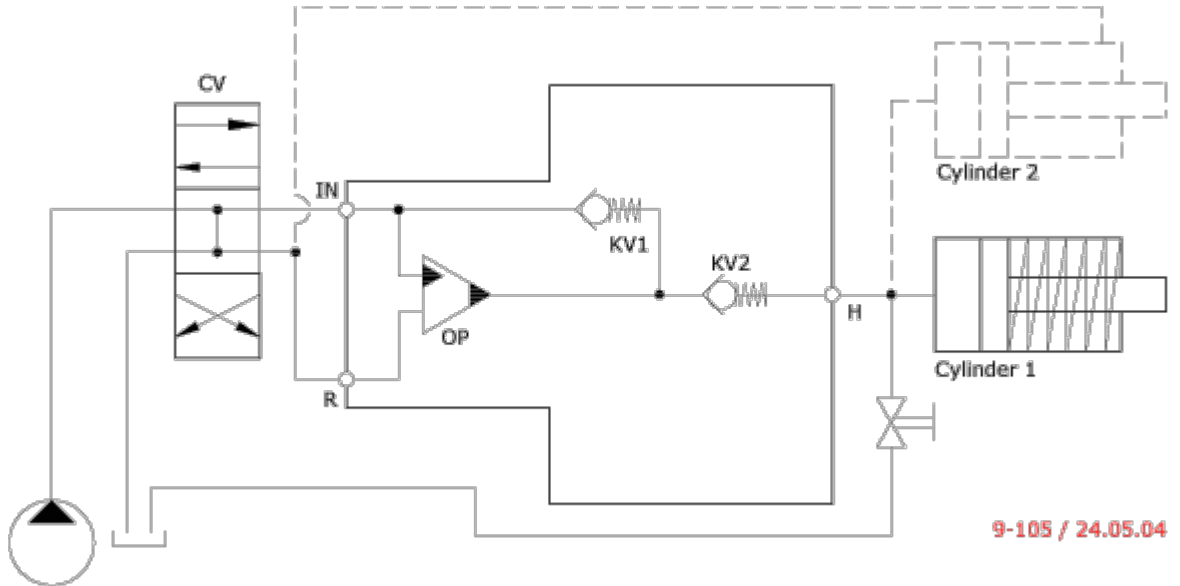 CV
Cylinder 2
IN
KV1
KV2
H
OP
Cylinder 1
R
9-105 / 24.05.04